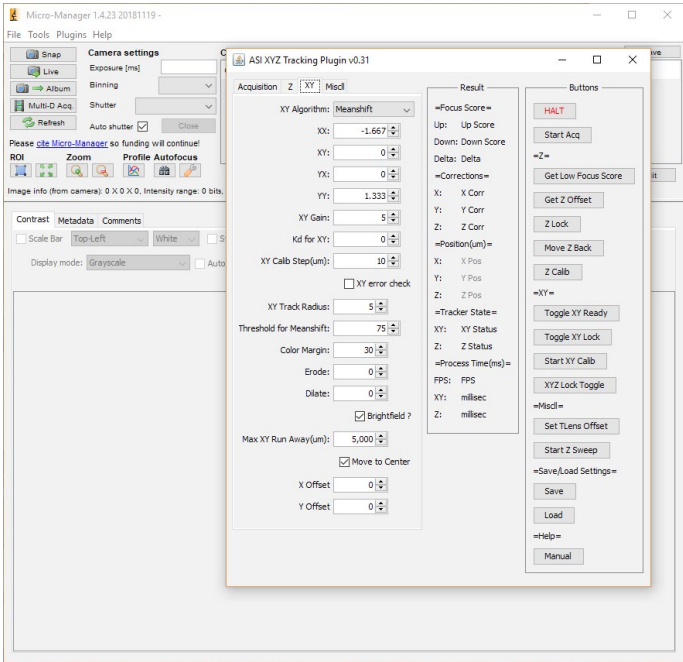 Micro-Manager 1.4.23 20181119 -
File Tools Plugins Help
Snap
Live
Album
Multi-D Acq.
Refresh
Camera settings
Exposure [ms]
Binning
Shutter
Auto shutter
Close
Please cite Micro-Manager so funding will continue!
ROI Zoom Profile Autofocus
Image info (from camera): 0 X 0 X 0, Intensity range: 0 bits,
Contrast Metadata Comments
Scale Bar Top-Left White
Display mode: Grayscale Auto
ASI XYZ Tracking Plugin v0.31
Acquisition Z XY Miscll
XY Algorithm: Meanshift
XX: -1.667
XY: 0
YX: 0
YY: 1.333
XY Gain: 5
Kd for XY: 0
XY Calib Step(um): 10
XY error check
XY Track Radius: 5
Threshold for Meanshift: 75
Color Margin: 30
Erode: 0
Dilate: 0
Brightfield ?
Max XY Run Away(um): 5,000
Move to Center
X Offset 0
Y Offset 0
Result
=Focus Score=
Up: Up Score
Down: Down Score
Delta: Delta
=Corrections=
X: X Corr
Y: Y Corr
Z: Z Corr
=Position(um)=
X: X Pos
Y: Y Pos
Z: Z Pos
=Tracker State=
XY: XY Status
Z: Z Status
=Process Time(ms)=
FPS: FPS
XY: millisec
Z: millisec
Buttons
HALT
Start Acq
=Z=
Get Low Focus Score
Get Z Offset
Z Lock
Move Z Back
Z Calib
=XY=
Toggle XY Ready
Toggle XY Lock
Start XY Calib
XYZ Lock Toggle
=Miscll=
Set TLens Offset
Start Z Sweep
=Save/Load Settings=
Save
Load
=Help=
Manual